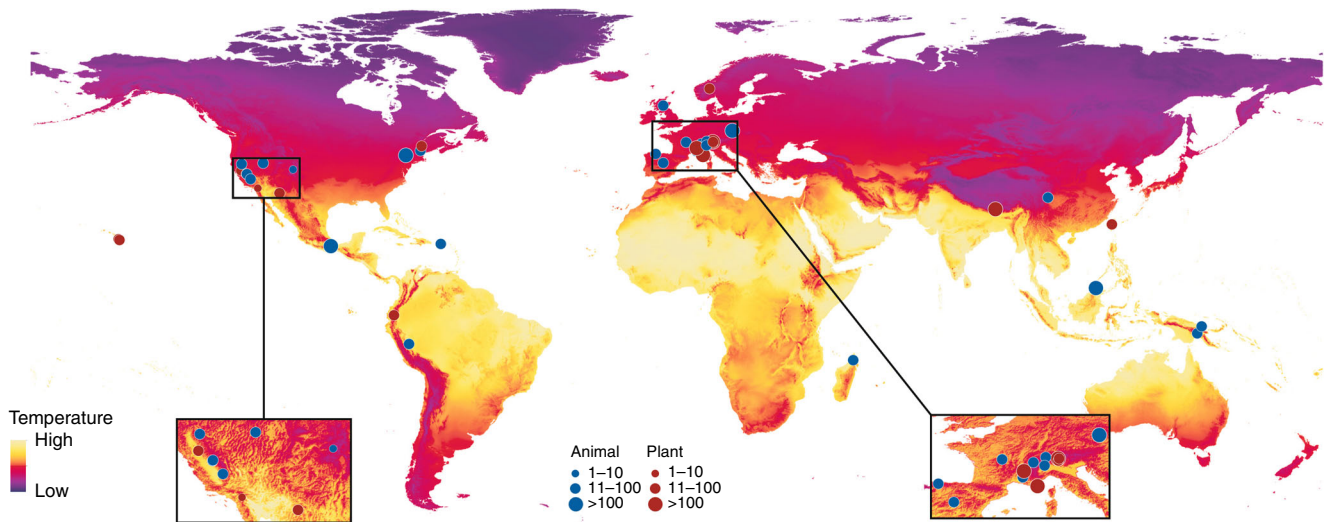 Temperature
High
Low
Animal
1–10
11–100
>100
Plant
1–10
11–100
>100